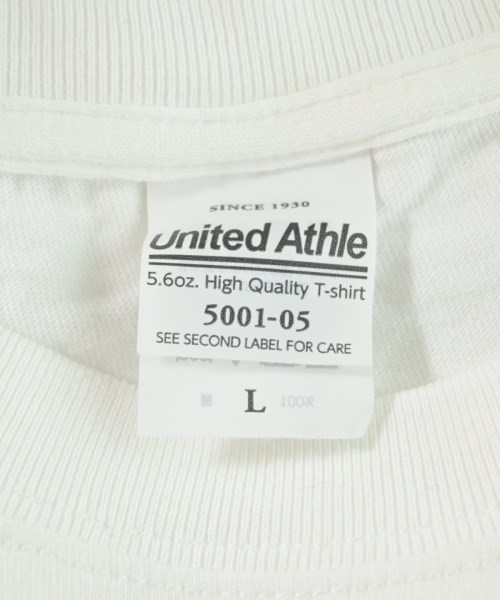 SINCE 1930
United Athle
5.6oz. High Quality T-shirt
5001-05
SEE SECOND LABEL FOR CARE
L